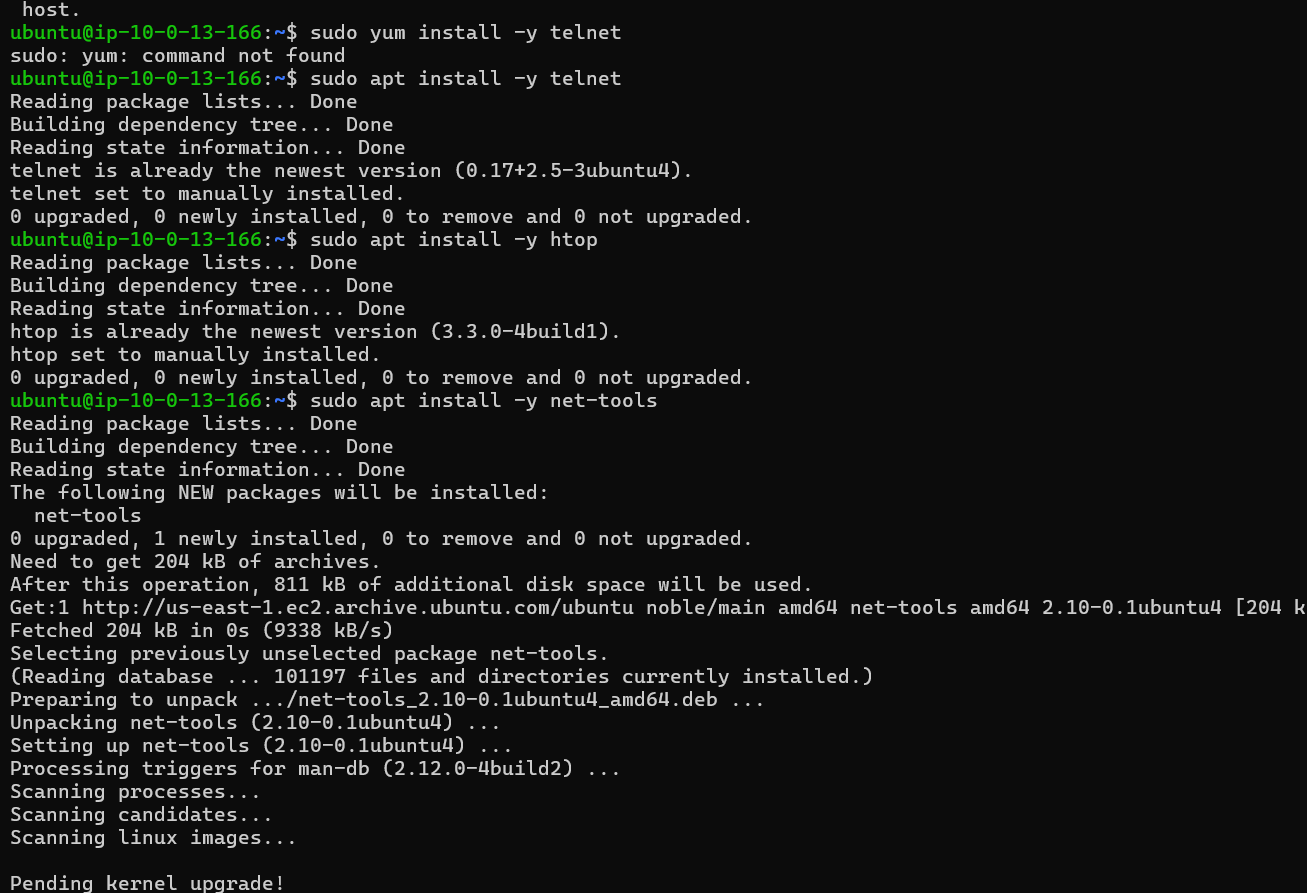 host.
ubuntu@ip-10-0-13-166:~$ sudo yum install -y telnet
sudo: yum: command not found
ubuntu@ip-10-0-13-166:~$ sudo apt install -y telnet
Reading package lists... Done
Building dependency tree... Done
Reading state information... Done
telnet is already the newest version (0.17+2.5-3ubuntu4).
telnet set to manually installed.
0 upgraded, 0 newly installed, 0 to remove and 0 not upgraded.
ubuntu@ip-10-0-13-166:~$ sudo apt install -y htop
Reading package lists... Done
Building dependency tree... Done
Reading state information... Done
htop is already the newest version (3.3.0-4build1).
htop set to manually installed.
0 upgraded, 0 newly installed, 0 to remove and 0 not upgraded.
ubuntu@ip-10-0-13-166:~$ sudo apt install -y net-tools
Reading package lists... Done
Building dependency tree... Done
Reading state information... Done
The following NEW packages will be installed:
  net-tools
0 upgraded, 1 newly installed, 0 to remove and 0 not upgraded.
Need to get 204 kB of archives.
After this operation, 811 kB of additional disk space will be used.
Get:1 http://us-east-1.ec2.archive.ubuntu.com/ubuntu noble/main amd64 net-tools amd64 2.10-0.1ubuntu4 [204 k
Fetched 204 kB in 0s (9338 kB/s)
Selecting previously unselected package net-tools.
(Reading database ... 101197 files and directories currently installed.)
Preparing to unpack .../net-tools_2.10-0.1ubuntu4_amd64.deb ...
Unpacking net-tools (2.10-0.1ubuntu4) ...
Setting up net-tools (2.10-0.1ubuntu4) ...
Processing triggers for man-db (2.12.0-4build2) ...
Scanning processes...
Scanning candidates...
Scanning linux images...
Pending kernel upgrade!